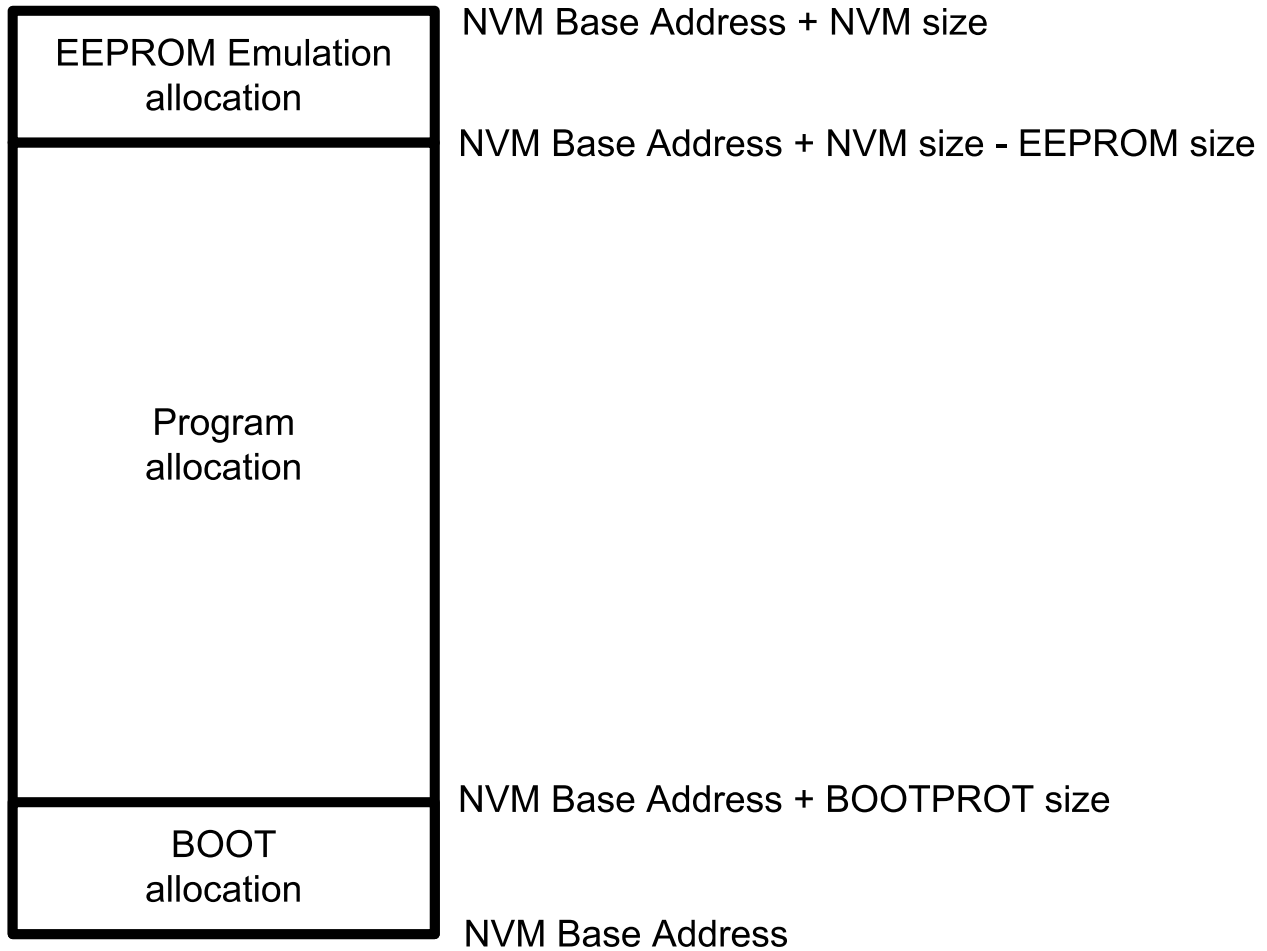 NVM Base Address + NVM size
EEPROM Emulation
allocation
NVM Base Address + NVM size - EEPROM size
Program
allocation
NVM Base Address + BOOTPROT size
BOOT
allocation
NVM Base Address